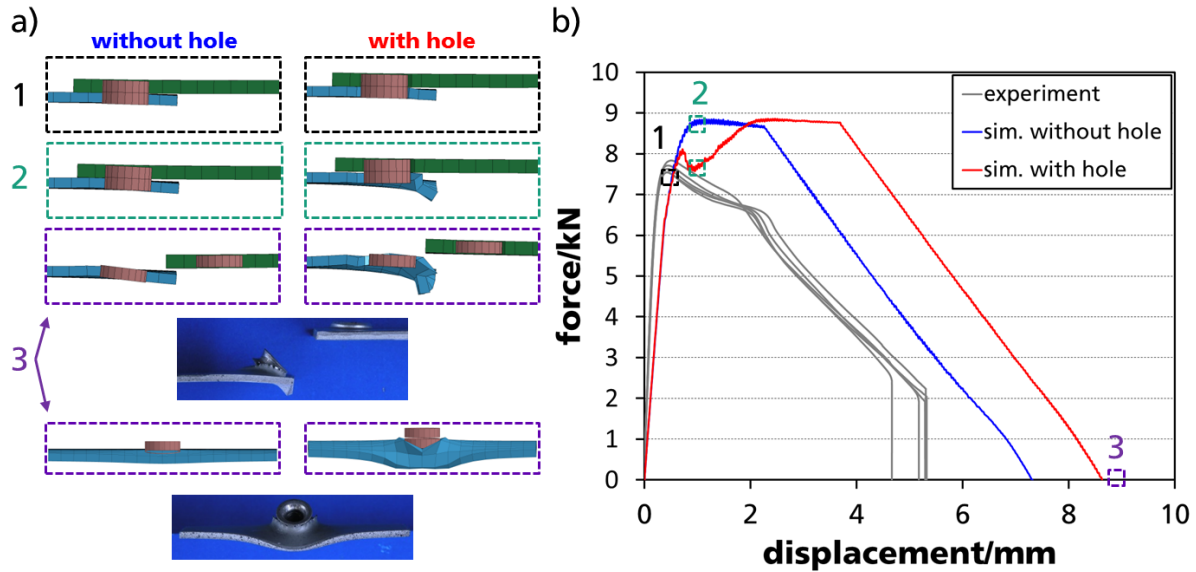 a)
without hole
with hole
1
2
3
b)
force/kN
10
9
8
7
6
5
4
3
2
1
0
0
2
4
6
8
10
displacement/mm
experiment
sim. without hole
sim. with hole
1
2
3